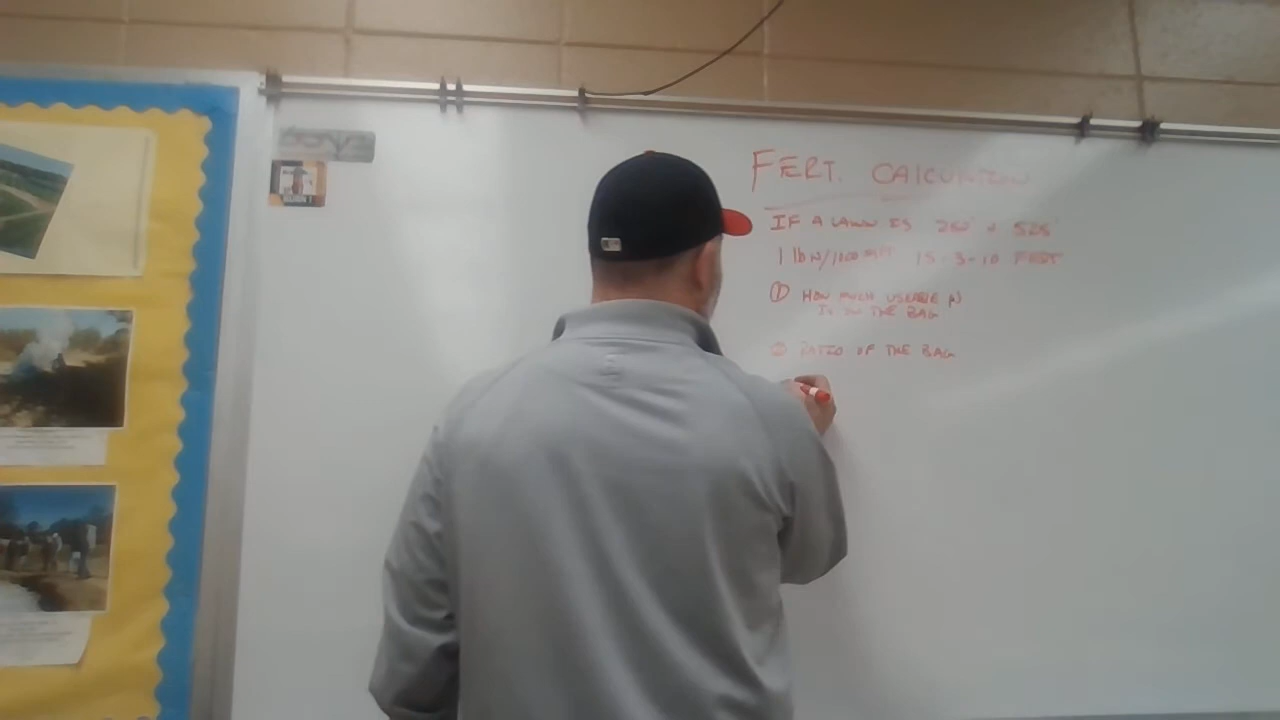 FERT. CALCULATION
IF A LAWN IS 250' x 525'
1 lb N/1000 FT² 15-3-10 FERT
① HOW MUCH USEABLE N
IS IN THE BAG
② RATIO OF THE BAG